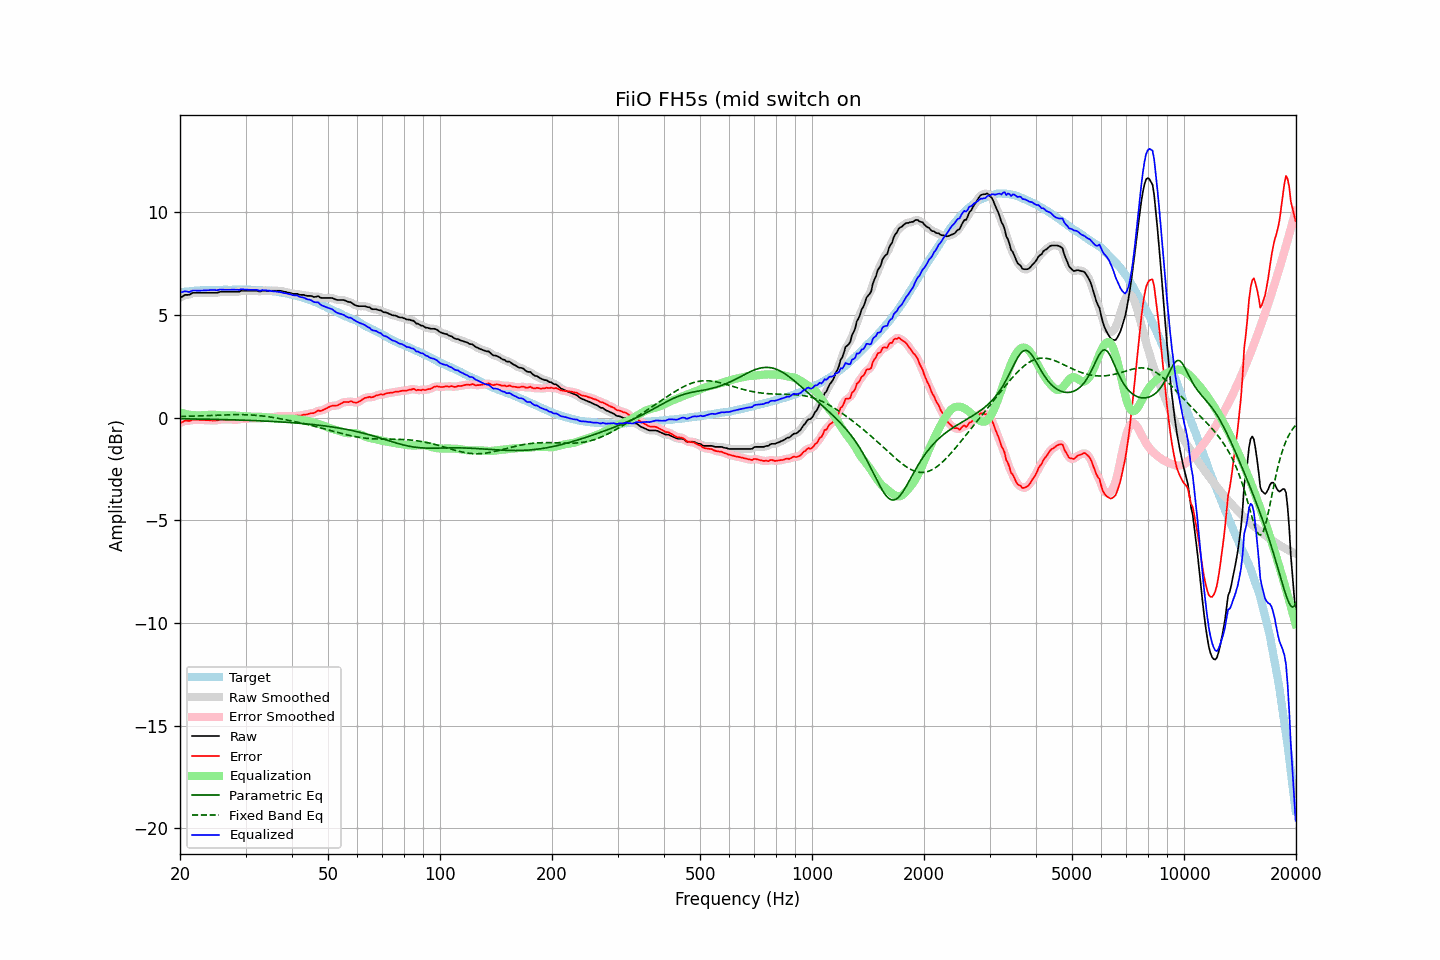 FiiO FH5s (mid switch on
Amplitude (dBr)
10
5
0
−5
−10
−15
−20
Target
Raw Smoothed
Error Smoothed
Raw
Error
Equalization
Parametric Eq
Fixed Band Eq
Equalized
20 50 100 200 500 1000 2000 5000 10000 20000
Frequency (Hz)